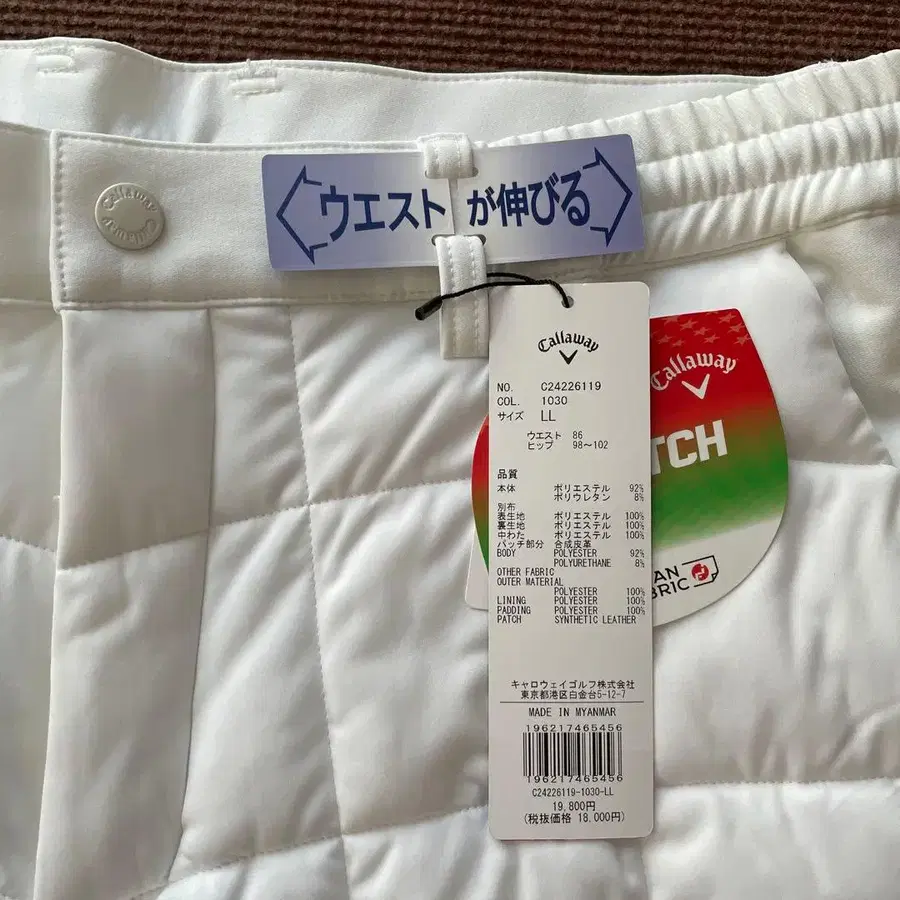 Callaway
ウエストが伸びる
Callaway
NO. C24226119
COL. 1030
サイズ LL
ウエスト 86
ヒップ 98～102
品質
本体 ポリエステル 92%
ポリウレタン 8%
別布
表生地 ポリエステル 100%
裏生地 ポリエステル 100%
中わた ポリエステル 100%
パッチ部分 合成皮革
BODY POLYESTER 92%
POLYURETHANE 8%
OTHER FABRIC
OUTER MATERIAL
POLYESTER 100%
LINING POLYESTER 100%
PADDING POLYESTER 100%
PATCH SYNTHETIC LEATHER
キャロウェイゴルフ株式会社
東京都港区白金台5-12-7
MADE IN MYANMAR
196217465456
196217465456
C24226119-1030-LL
19,800円
(税抜価格 18,000円)
Callaway
TCH
AN
BRIC